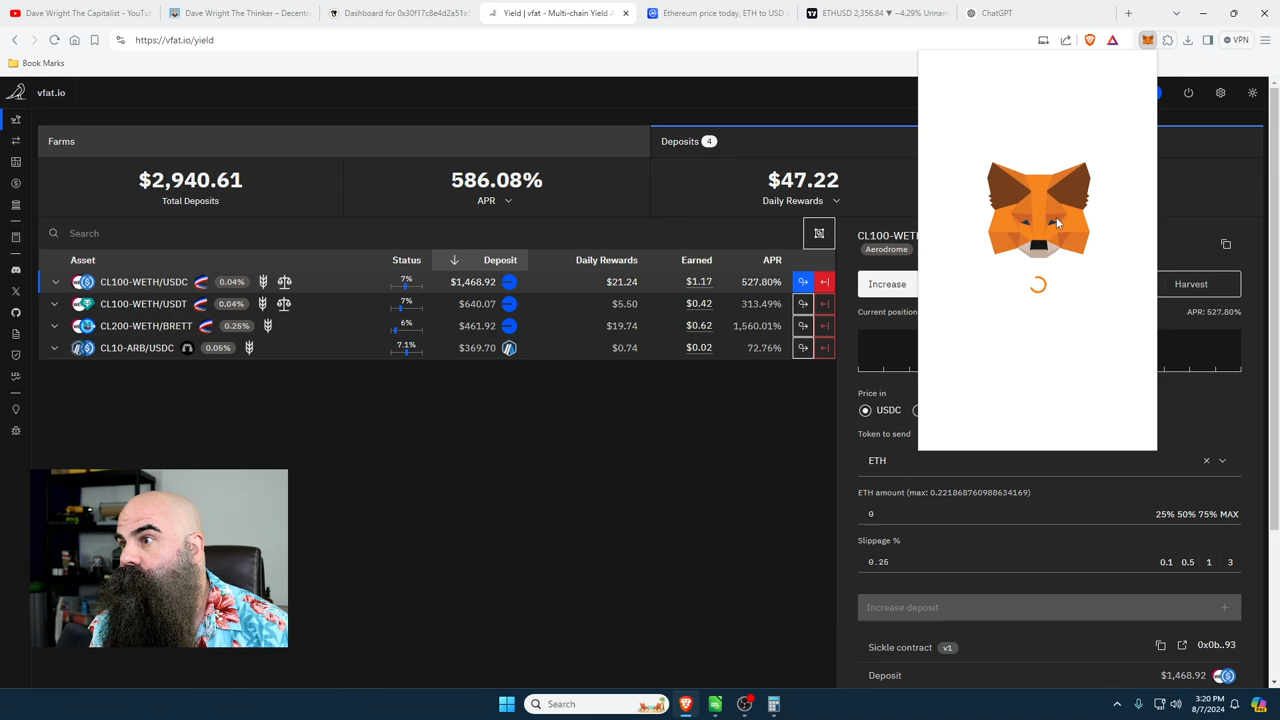 Dave Wright The Capitalist - YouTu
Dave Wright The Thinker – Decentr
Dashboard for 0x30f17c8e4d2a51a
Yield | vfat - Multi-chain Yield A
Ethereum price today, ETH to USD l
ETHUSD 2,356.84 ▼ −4.29% Unnam
ChatGPT
https://vfat.io/yield
VPN
Book Marks
vfat.io
Farms
Deposits 4
$2,940.61
Total Deposits
586.08%
APR
$47.22
Daily Rewards
Search
Asset Status Deposit Daily Rewards Earned APR
CL100-WETH/USDC 0.04% 7% $1,468.92 $21.24 $1.17 527.80%
CL100-WETH/USDT 0.04% 7% $640.07 $5.50 $0.42 313.49%
CL200-WETH/BRETT 0.25% 6% $461.92 $19.74 $0.62 1,560.01%
CL10-ARB/USDC 0.05% 7.1% $369.70 $0.74 $0.02 72.76%
CL100-WETH
Aerodrome
Increase
Harvest
Current position
APR: 527.80%
Price in
USDC
Token to send
ETH
ETH amount (max: 0.221868760988634169)
0 25% 50% 75% MAX
Slippage %
0.25 0.1 0.5 1 3
Increase deposit +
Sickle contract v1 0x0b..93
Deposit $1,468.92
Search
3:20 PM
8/7/2024